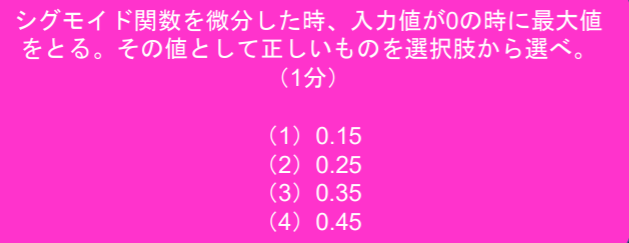 シグモイド関数を微分した時、入力値が0の時に最大値
をとる。その値として正しいものを選択肢から選べ。
（1分）
（1）0.15
（2）0.25
（3）0.35
（4）0.45